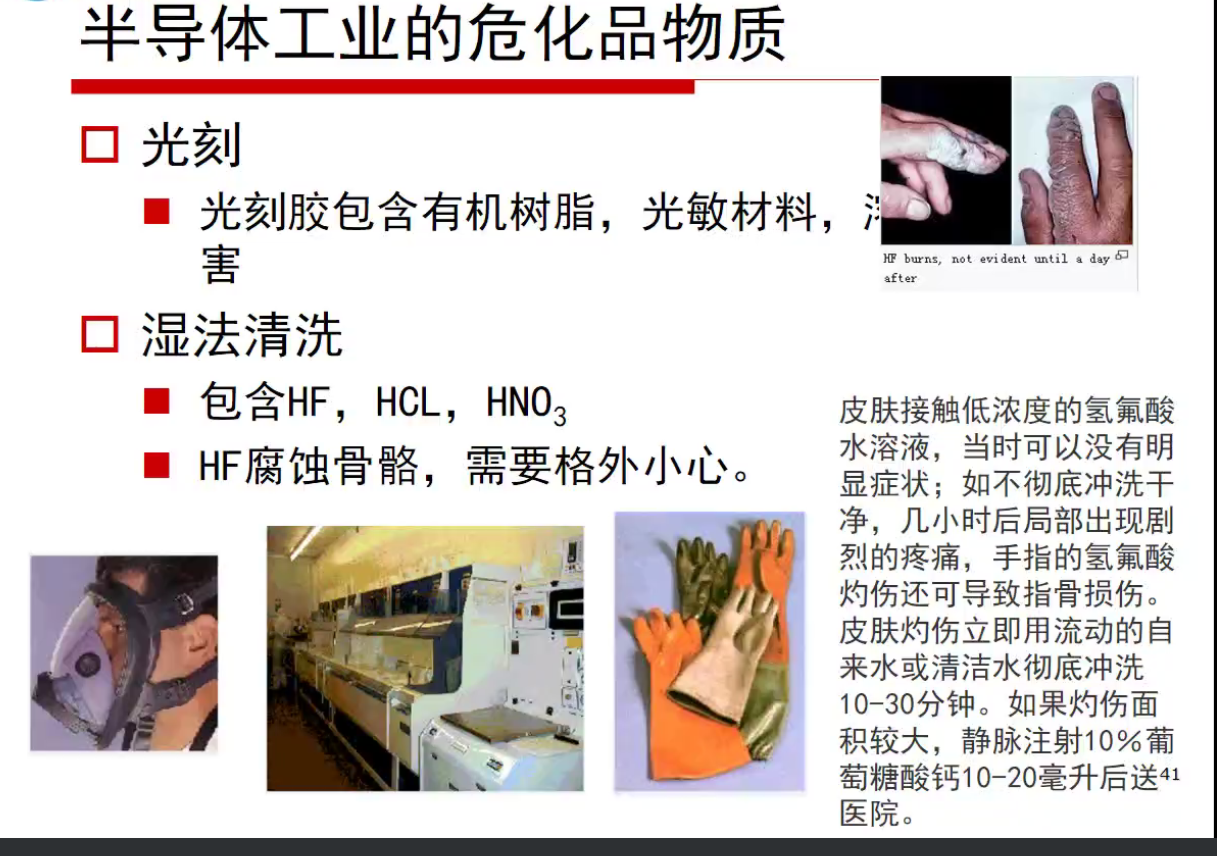 半导体工业的危化品物质
光刻
光刻胶包含有机树脂，光敏材料，
害
湿法清洗
包含HF，HCL，HNO₃
HF腐蚀骨骼，需要格外小心。
HF burns, not evident until a day
after
皮肤接触低浓度的氢氟酸
水溶液，当时可以没有明
显症状；如不彻底冲洗干
净，几小时后局部出现剧
烈的疼痛，手指的氢氟酸
灼伤还可导致指骨损伤。
皮肤灼伤立即用流动的自
来水或清洁水彻底冲洗
10-30分钟。如果灼伤面
积较大，静脉注射10%葡
萄糖酸钙10-20毫升后送
医院。
41